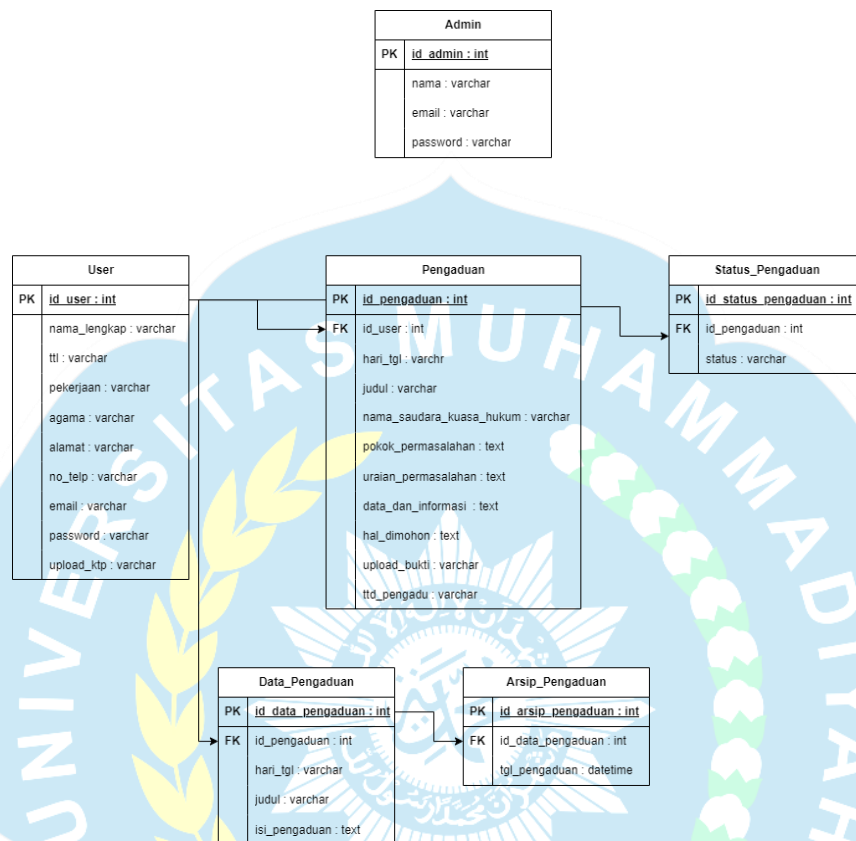 Admin
PK id_admin : int
nama : varchar
email : varchar
password : varchar
User
PK id_user : int
nama_lengkap : varchar
ttl : varchar
pekerjaan : varchar
agama : varchar
alamat : varchar
no_telp : varchar
email : varchar
password : varchar
upload_ktp : varchar
Pengaduan
PK id_pengaduan : int
FK id_user : int
hari_tgl : varchr
judul : varchar
nama_saudara_kuasa_hukum : varchar
pokok_permasalahan : text
uraian_permasalahan : text
data_dan_informasi : text
hal_dimohon : text
upload_bukti : varchar
ttd_pengadu : varchar
Status_Pengaduan
PK id_status_pengaduan : int
FK id_pengaduan : int
status : varchar
Data_Pengaduan
PK id_data_pengaduan : int
FK id_pengaduan : int
hari_tgl : varchar
judul : varchar
isi_pengaduan : text
Arsip_Pengaduan
PK id_arsip_pengaduan : int
FK id_data_pengaduan : int
tgl_pengaduan : datetime
UNIVERSITAS MUHAMMADIYAH